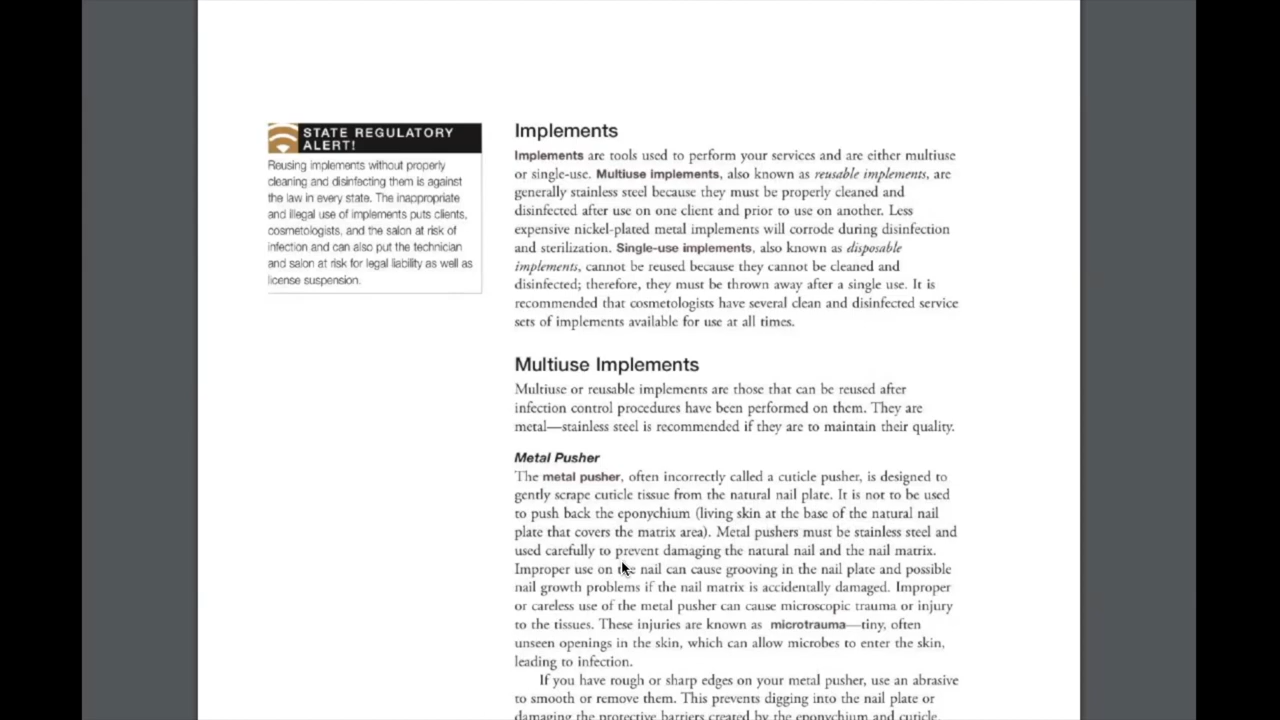 STATE REGULATORY
ALERT!
Reusing implements without properly
cleaning and disinfecting them is against
the law in every state. The inappropriate
and illegal use of implements puts clients,
cosmetologists, and the salon at risk of
infection and can also put the technician
and salon at risk for legal liability as well as
license suspension.
Implements
Implements are tools used to perform your services and are either multiuse
or single-use. Multiuse implements, also known as reusable implements, are
generally stainless steel because they must be properly cleaned and
disinfected after use on one client and prior to use on another. Less
expensive nickel-plated metal implements will corrode during disinfection
and sterilization. Single-use implements, also known as disposable
implements, cannot be reused because they cannot be cleaned and
disinfected; therefore, they must be thrown away after a single use. It is
recommended that cosmetologists have several clean and disinfected service
sets of implements available for use at all times.
Multiuse Implements
Multiuse or reusable implements are those that can be reused after
infection control procedures have been performed on them. They are
metal—stainless steel is recommended if they are to maintain their quality.
Metal Pusher
The metal pusher, often incorrectly called a cuticle pusher, is designed to
gently scrape cuticle tissue from the natural nail plate. It is not to be used
to push back the eponychium (living skin at the base of the natural nail
plate that covers the matrix area). Metal pushers must be stainless steel and
used carefully to prevent damaging the natural nail and the nail matrix.
Improper use on the nail can cause grooving in the nail plate and possible
nail growth problems if the nail matrix is accidentally damaged. Improper
or careless use of the metal pusher can cause microscopic trauma or injury
to the tissues. These injuries are known as microtrauma—tiny, often
unseen openings in the skin, which can allow microbes to enter the skin,
leading to infection.
If you have rough or sharp edges on your metal pusher, use an abrasive
to smooth or remove them. This prevents digging into the nail plate or
damaging the protective barriers created by the eponychium and cuticle.